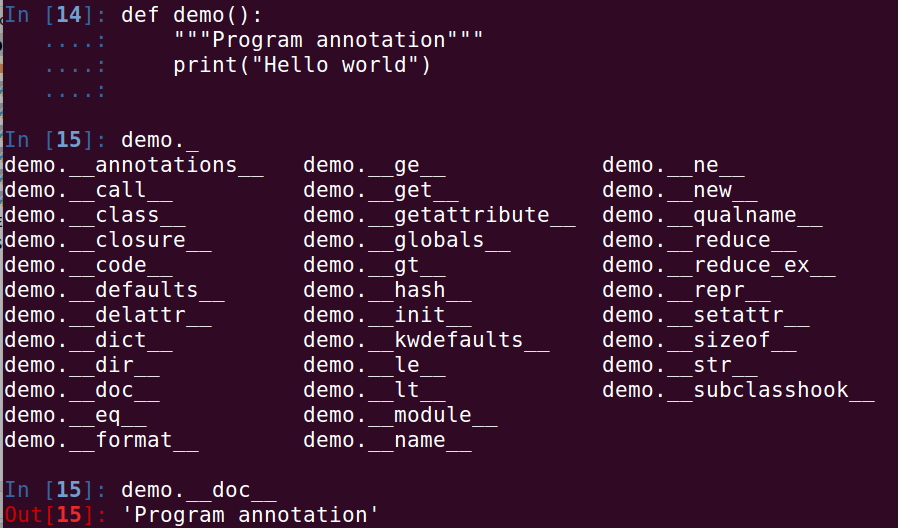 In [14]: def demo():
   ....:     """Program annotation"""
   ....:     print("Hello world")
   ....:
In [15]: demo._
demo.__annotations__   demo.__ge__            demo.__ne__
demo.__call__          demo.__get__           demo.__new__
demo.__class__         demo.__getattribute__  demo.__qualname__
demo.__closure__       demo.__globals__       demo.__reduce__
demo.__code__          demo.__gt__            demo.__reduce_ex__
demo.__defaults__      demo.__hash__          demo.__repr__
demo.__delattr__       demo.__init__          demo.__setattr__
demo.__dict__          demo.__kwdefaults__    demo.__sizeof__
demo.__dir__           demo.__le__            demo.__str__
demo.__doc__           demo.__lt__            demo.__subclasshook__
demo.__eq__            demo.__module__
demo.__format__        demo.__name__
In [15]: demo.__doc__
Out[15]: 'Program annotation'